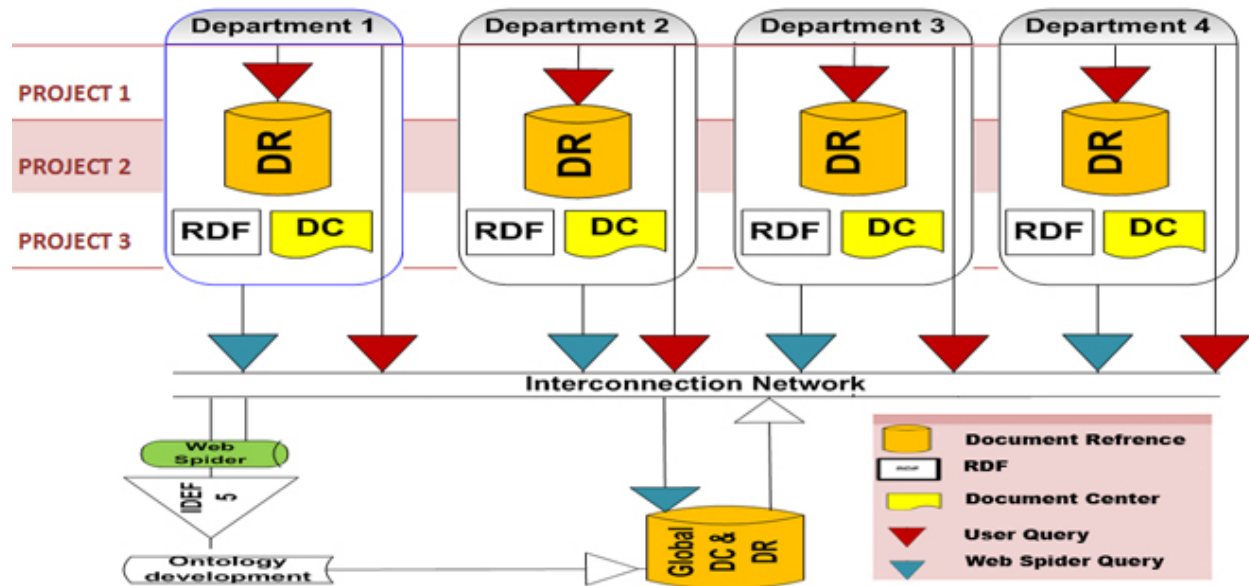 Department 1
Department 2
Department 3
Department 4
PROJECT 1
PROJECT 2
PROJECT 3
DR
DR
DR
DR
RDF
DC
RDF
DC
RDF
DC
RDF
DC
Interconnection Network
Web
Spider
IDEF
5
Ontology
development
Global
DC &
DR
Document Refrence
RDF
RDF
Document Center
User Query
Web Spider Query